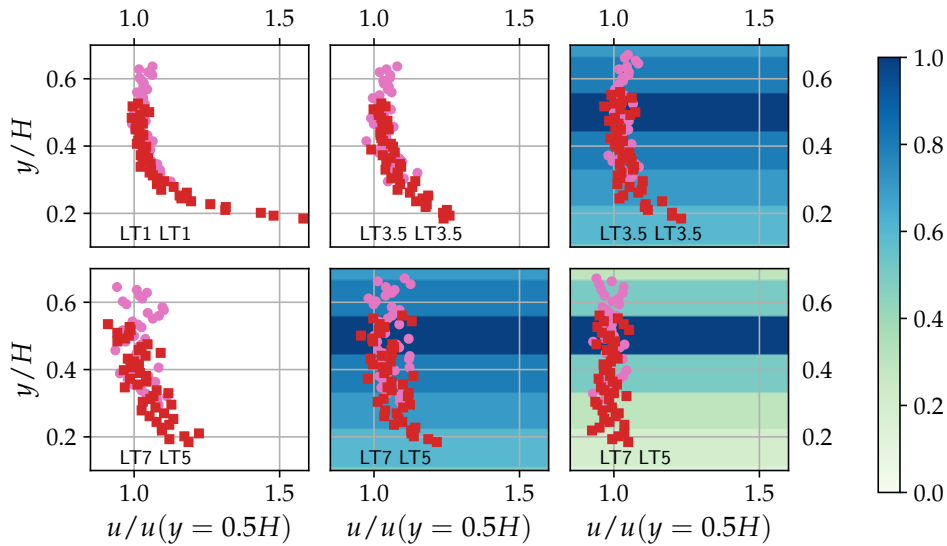 1.0 1.5 1.0 1.5 1.0 1.5
0.6 0.6 1.0
y/H 0.4 0.4 0.8
0.2 0.2
LT1 LT1 LT3.5 LT3.5 LT3.5 LT3.5
0.6
0.6 0.6
y/H 0.4 0.4 0.4
0.2 0.2 0.2
LT7 LT5 LT7 LT5 LT7 LT5
0.0
1.0 1.5 1.0 1.5 1.0 1.5
u/u(y = 0.5H) u/u(y = 0.5H) u/u(y = 0.5H)